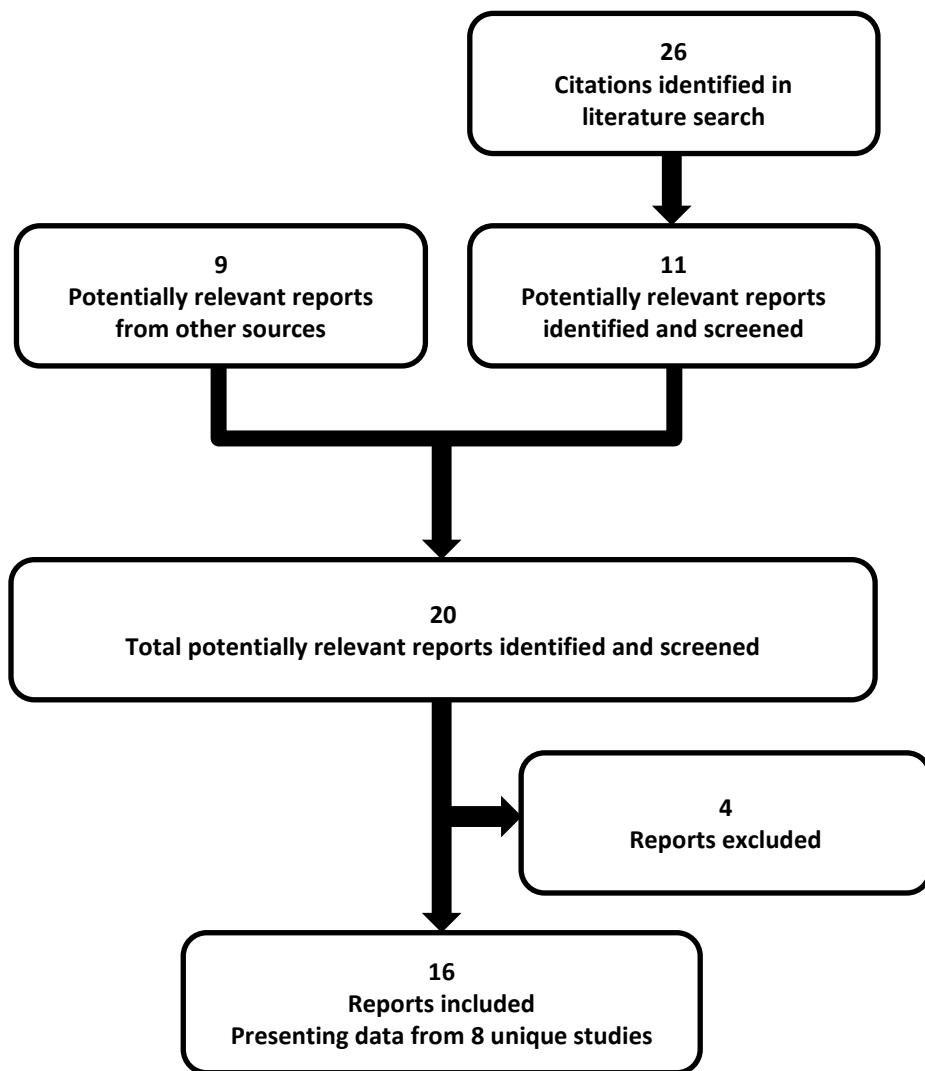 26
Citations identified in
literature search
9
Potentially relevant reports
from other sources
11
Potentially relevant reports
identified and screened
20
Total potentially relevant reports identified and screened
4
Reports excluded
16
Reports included
Presenting data from 8 unique studies